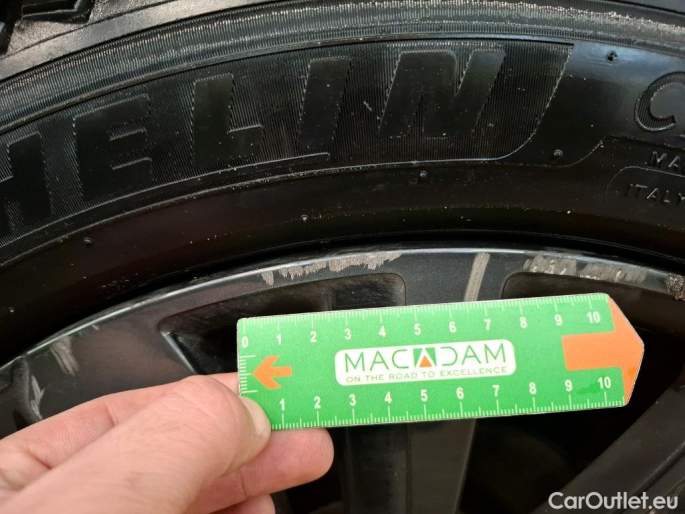 HELIN
C
MA
ITALY
0 1 2 3 4 5 6 7 8 9 10
MACADAM
ON THE ROAD TO EXCELLENCE
1 2 3 4 5 6 7 8 9 10
CarOutlet.eu